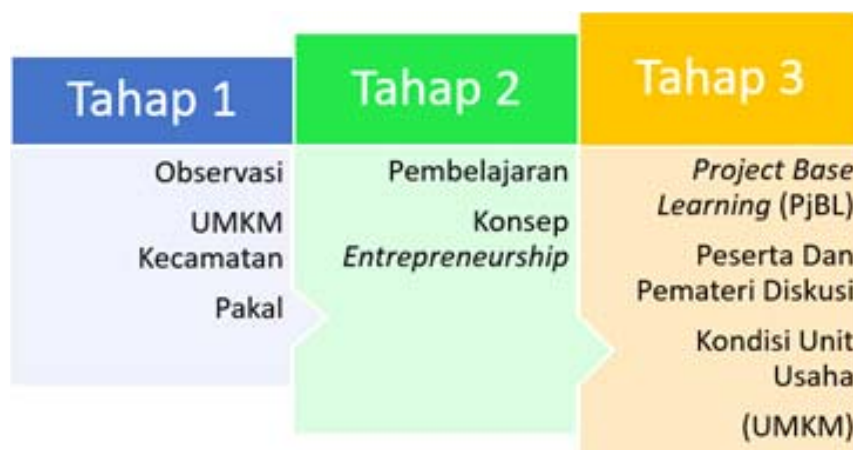 Tahap 1
Observasi
UMKM
Kecamatan
Pakal
Tahap 2
Pembelajaran
Konsep
Entrepreneurship
Tahap 3
Project Base
Learning (PjBL)
Peserta Dan
Pemateri Diskusi
Kondisi Unit
Usaha
(UMKM)